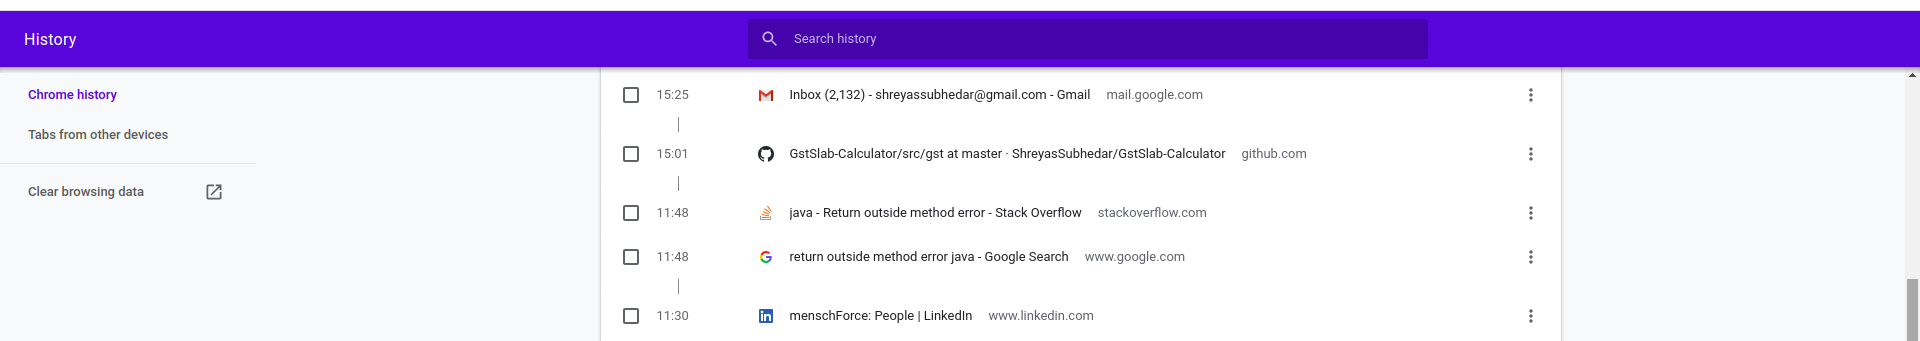 History
Search history
Chrome history
Tabs from other devices
Clear browsing data
15:25 Inbox (2,132) - shreyassubhedar@gmail.com - Gmail mail.google.com
15:01 GstSlab-Calculator/src/gst at master · ShreyasSubhedar/GstSlab-Calculator github.com
11:48 java - Return outside method error - Stack Overflow stackoverflow.com
11:48 return outside method error java - Google Search www.google.com
11:30 menschForce: People | LinkedIn www.linkedin.com